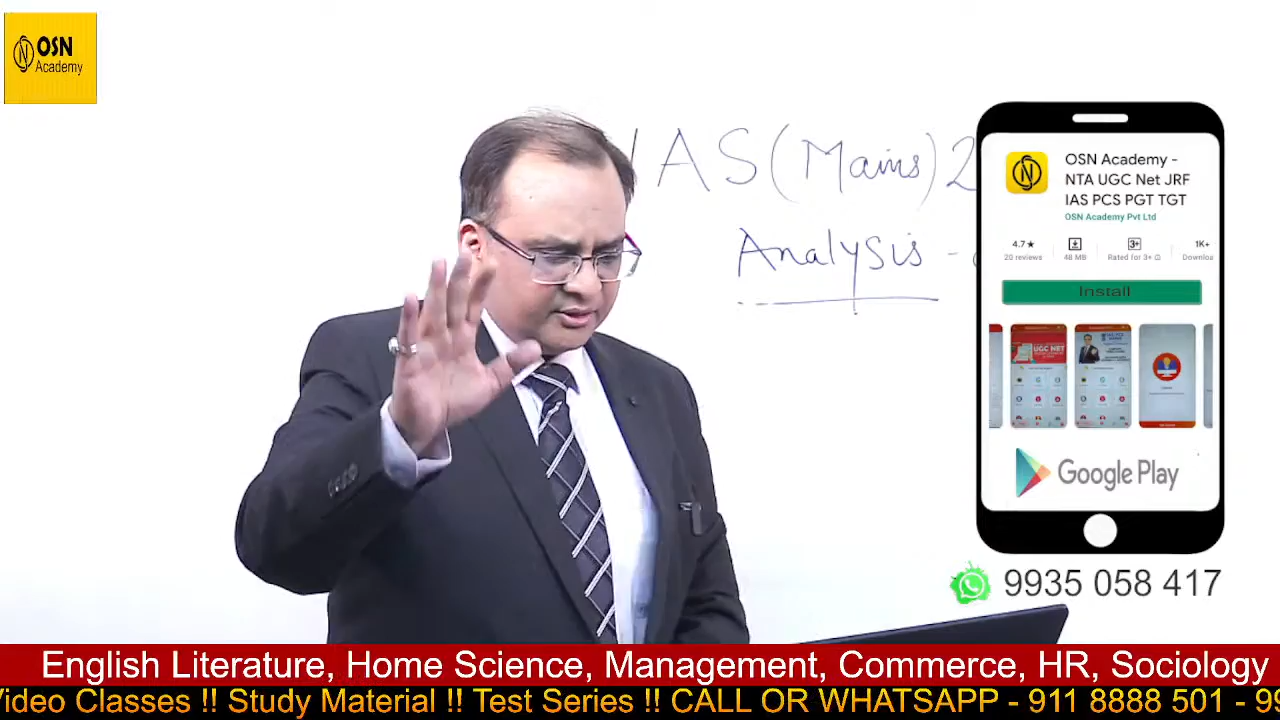 OSN
Academy
IAS (Mains) 2
Analysis -
OSN Academy -
NTA UGC Net JRF
IAS PCS PGT TGT
OSN Academy Pvt Ltd
4.7★
3+
1K+
20 reviews
48 MB
Rated for 3+
Downloa
Install
UGC NET
Google Play
9935 058 417
English Literature, Home Science, Management, Commerce, HR, Sociology
Video Classes !! Study Material !! Test Series !! CALL OR WHATSAPP - 911 8888 501 - 99